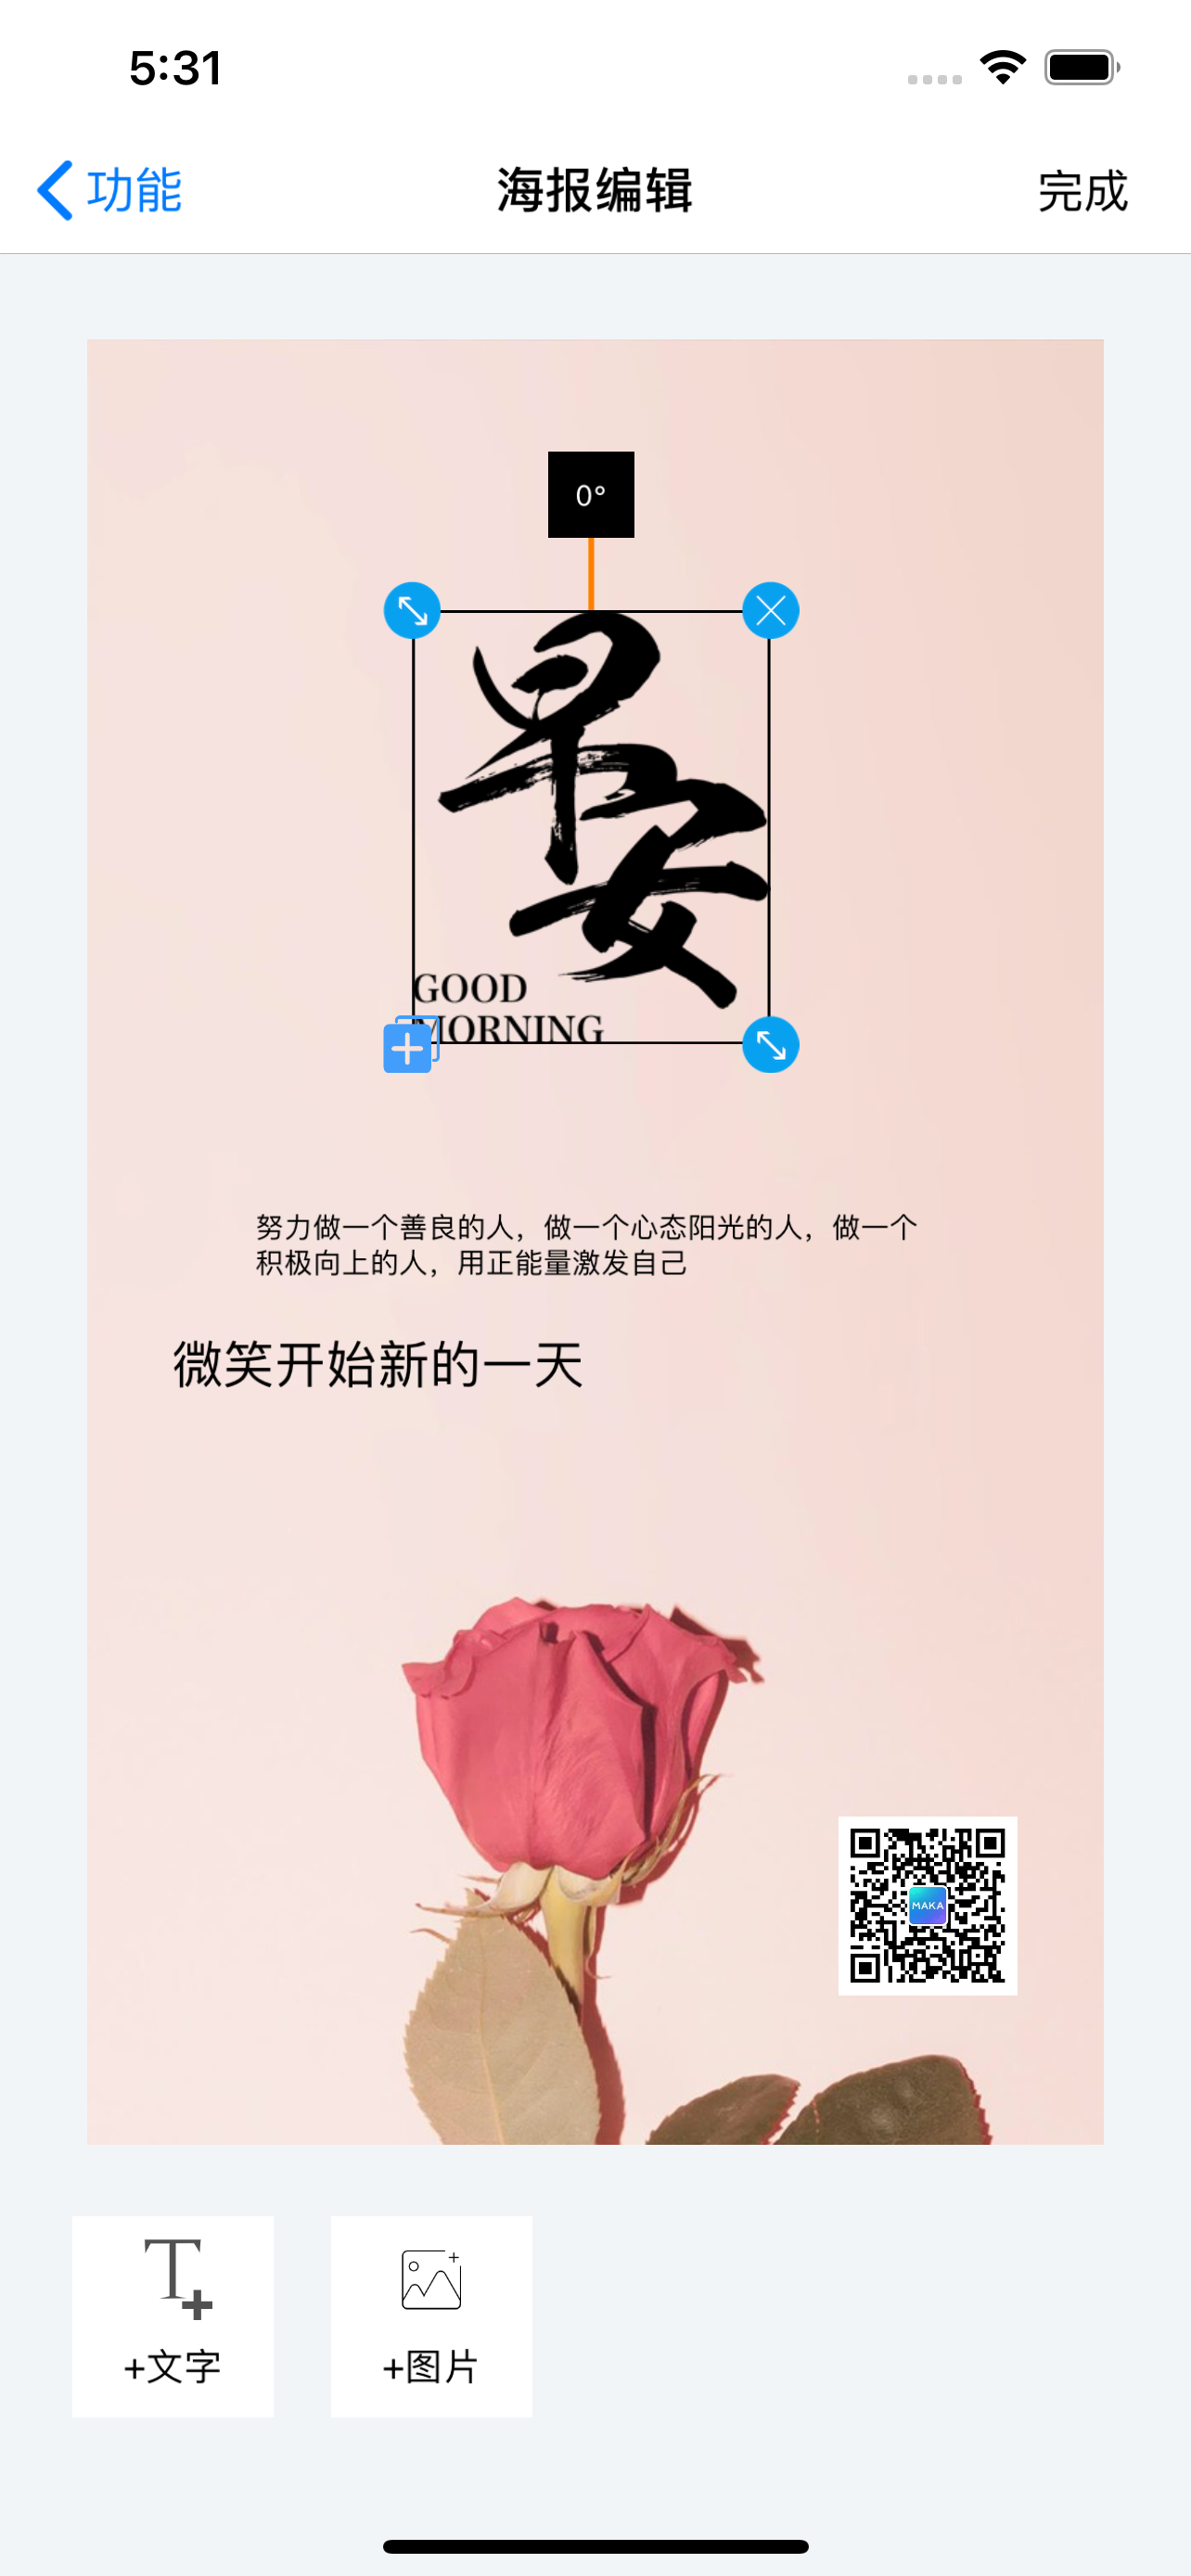 5:31
功能
海报编辑
完成
0°
早安
GOOD
MORNING
努力做一个善良的人，做一个心态阳光的人，做一个
积极向上的人，用正能量激发自己
微笑开始新的一天
MAKA
+文字
+图片